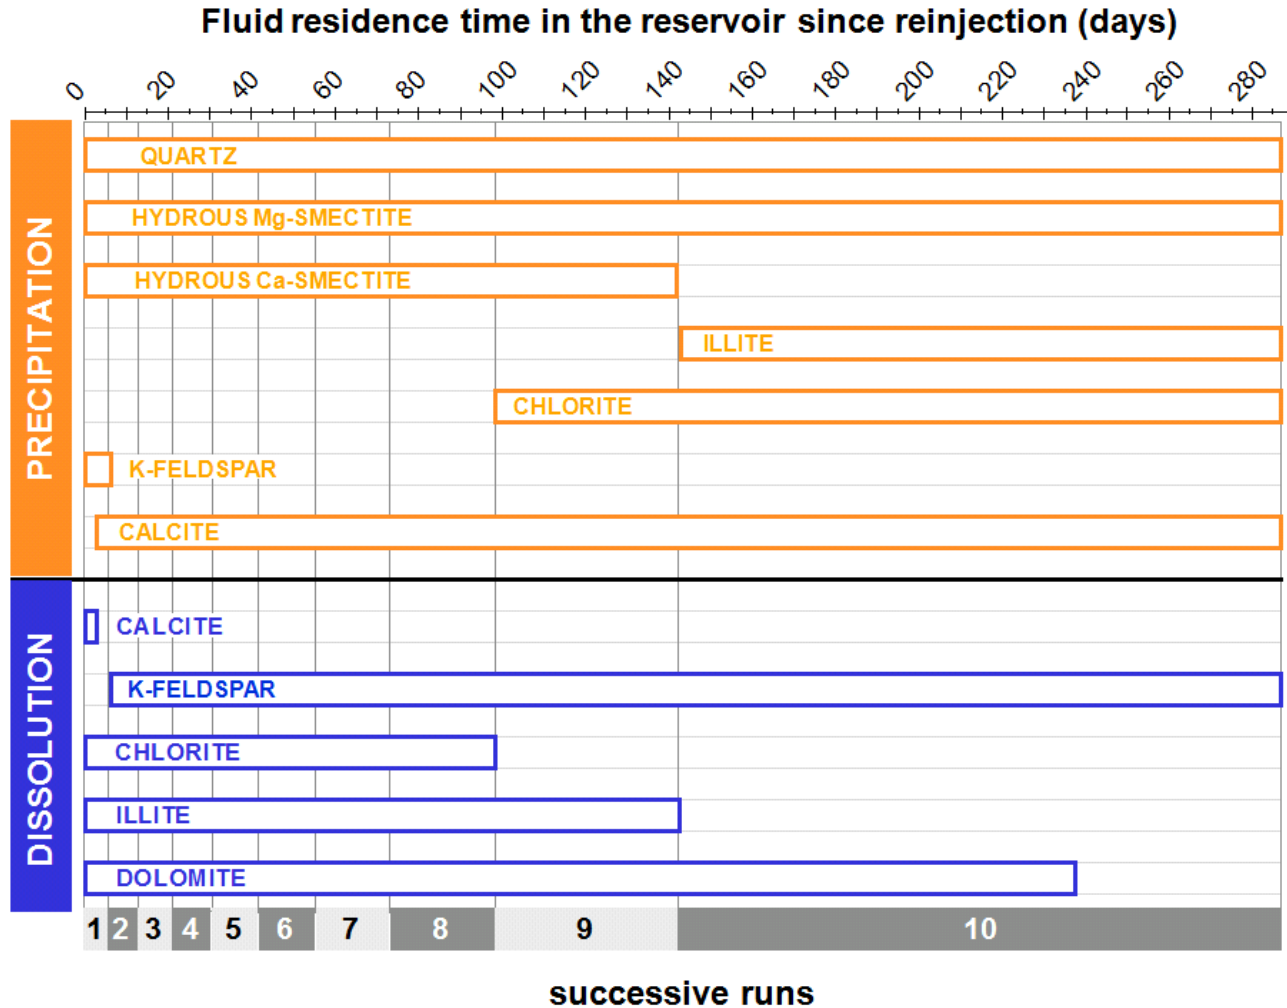 Fluid residence time in the reservoir since reinjection (days)
0 20 40 60 80 100 120 140 160 180 200 220 240 260 280
PRECIPITATION
QUARTZ
HYDROUS Mg-SMECTITE
HYDROUS Ca-SMECTITE
ILLITE
CHLORITE
K-FELDSPAR
CALCITE
DISSOLUTION
CALCITE
K-FELDSPAR
CHLORITE
ILLITE
DOLOMITE
1 2 3 4 5 6 7 8 9 10
successive runs